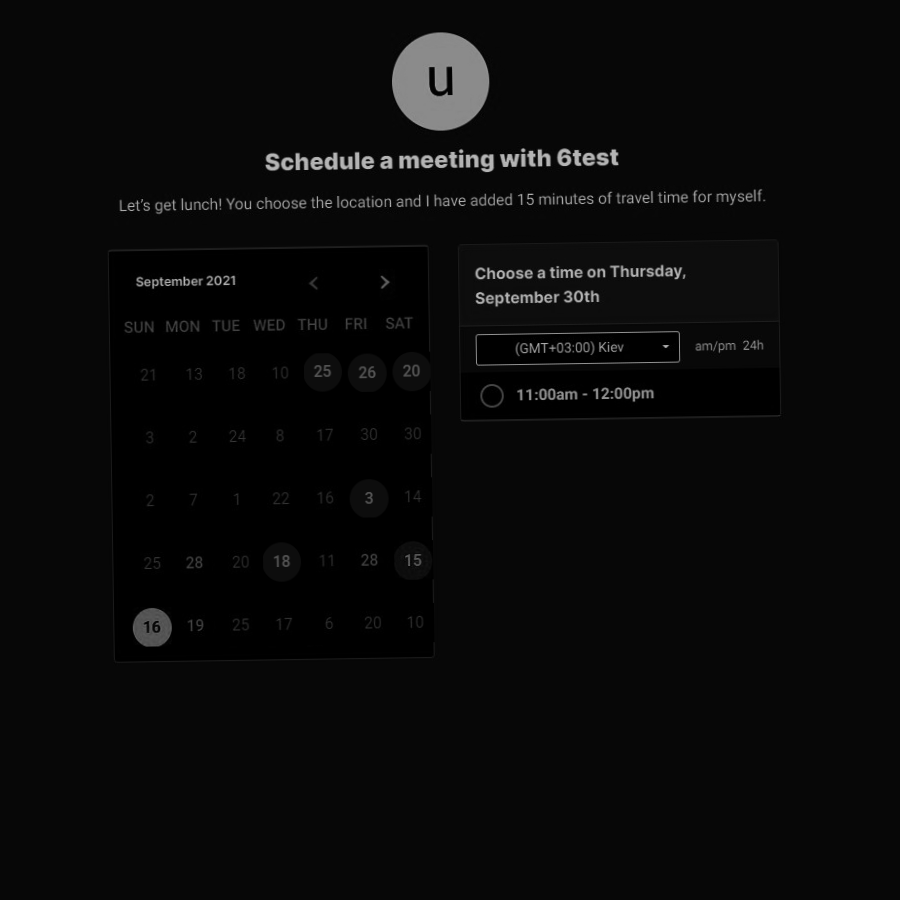 u
Schedule a meeting with 6test
Let's get lunch! You choose the location and I have added 15 minutes of travel time for myself.
September 2021
SUN MON TUE WED THU FRI SAT
21 13 18 10 25 26 20
3 2 24 8 17 30 30
2 7 1 22 16 3 14
25 28 20 18 11 28 15
16 19 25 17 6 20 10
Choose a time on Thursday,
September 30th
(GMT+03:00) Kiev am/pm 24h
11:00am - 12:00pm